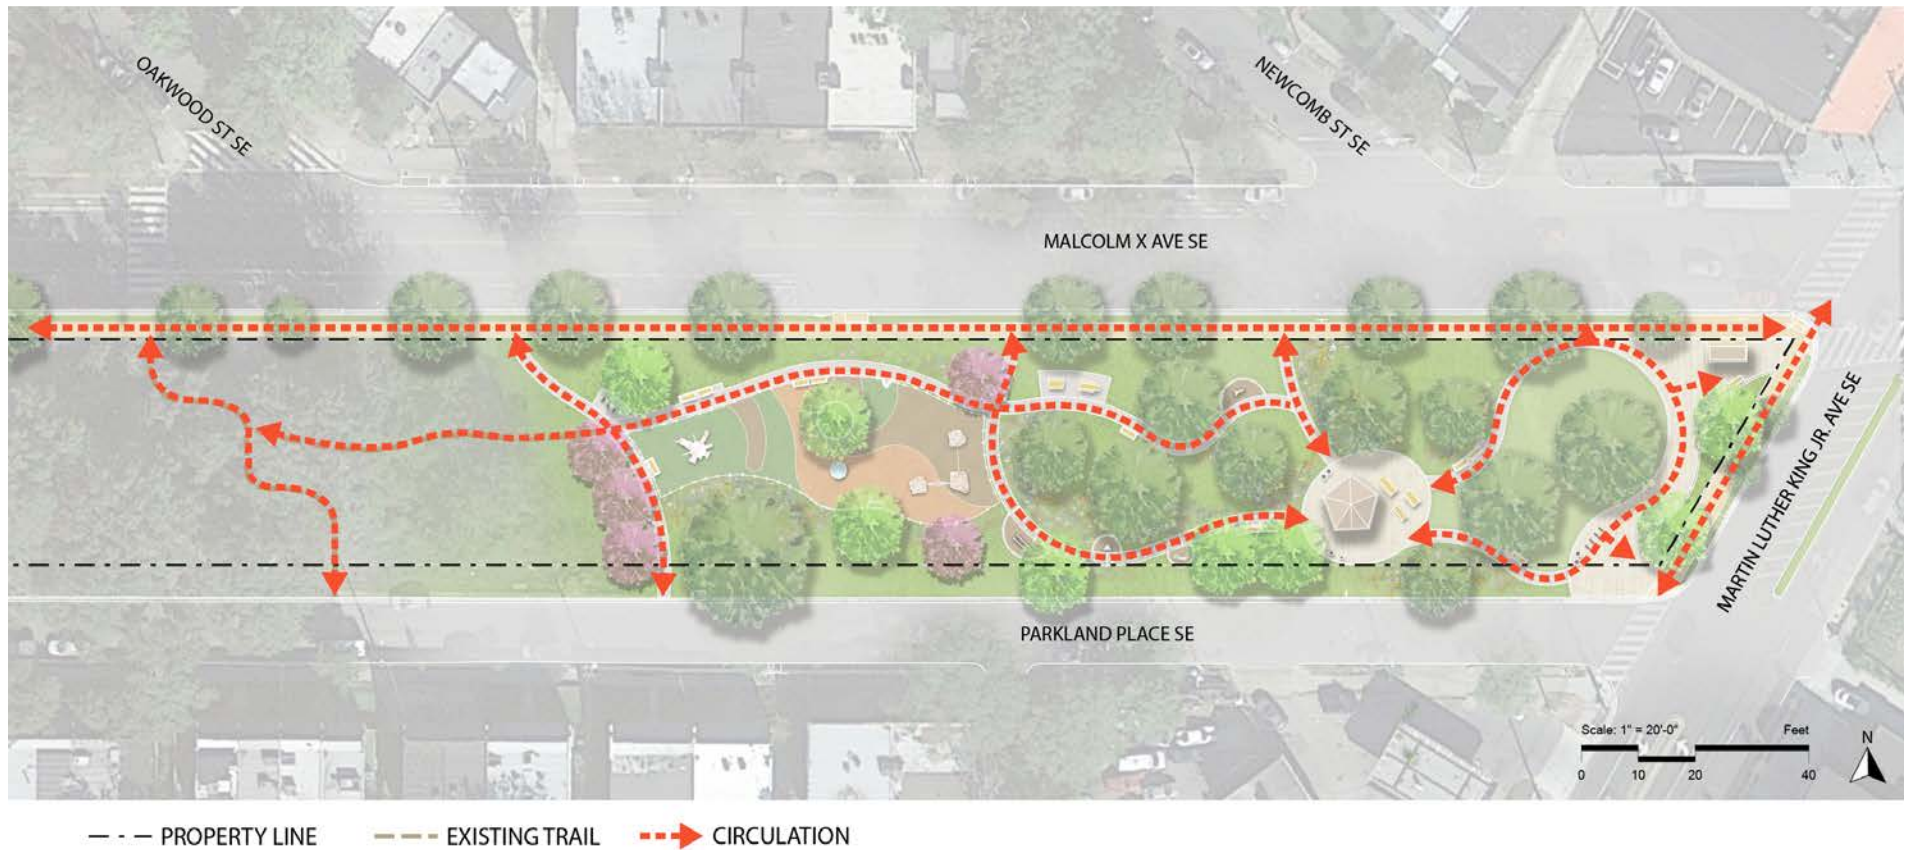 OAKWOOD ST SE
NEWCOMB ST SE
MALCOLM X AVE SE
MARTIN LUTHER KING JR. AVE SE
PARKLAND PLACE SE
Scale: 1" = 20'-0" Feet
0 10 20 40
N
PROPERTY LINE EXISTING TRAIL CIRCULATION